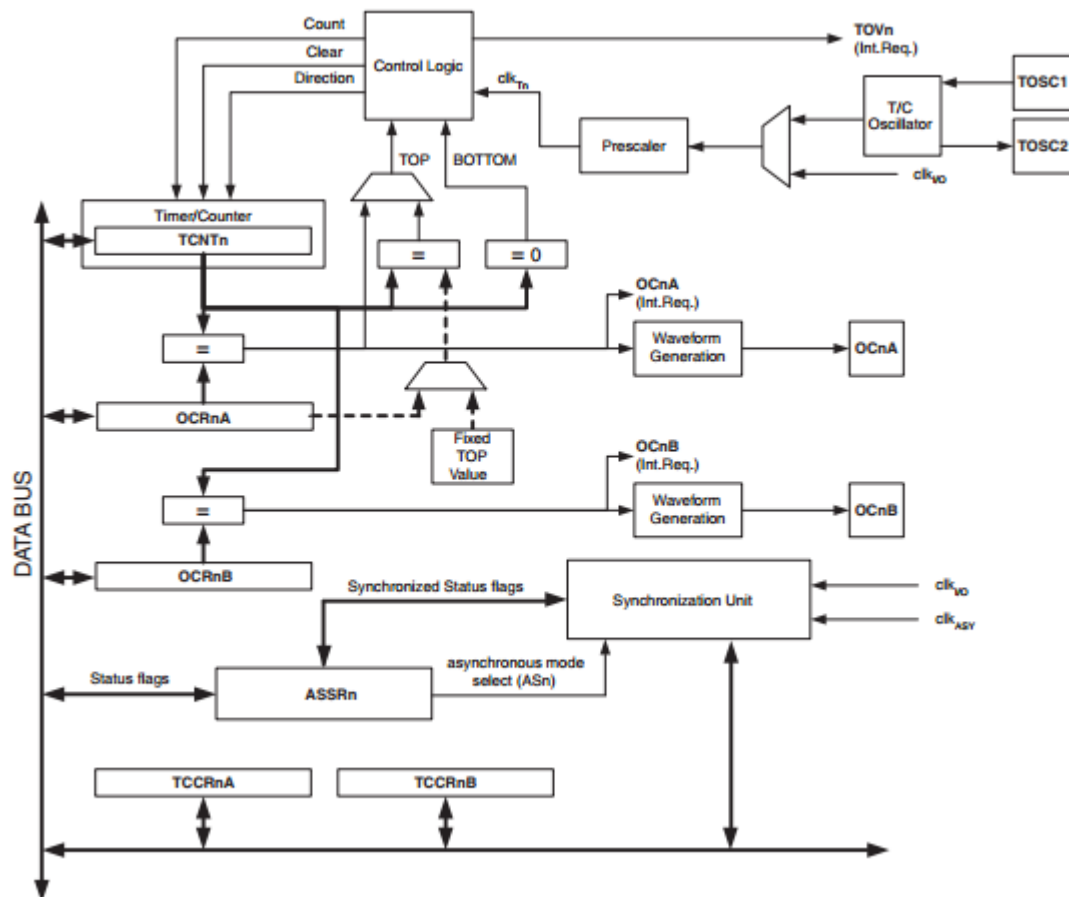 Count
Clear
Direction
Control Logic
clkTn
TOVn
(Int.Req.)
TOSC1
T/C
Oscillator
TOSC2
Prescaler
clkI/O
TOP
BOTTOM
Timer/Counter
TCNTn
=
= 0
OCnA
(Int.Req.)
=
Waveform
Generation
OCnA
OCRnA
Fixed
TOP
Value
OCnB
(Int.Req.)
=
Waveform
Generation
OCnB
DATA BUS
OCRnB
Synchronized Status flags
Synchronization Unit
clkI/O
clkASY
Status flags
ASSRn
asynchronous mode
select (ASn)
TCCRnA
TCCRnB